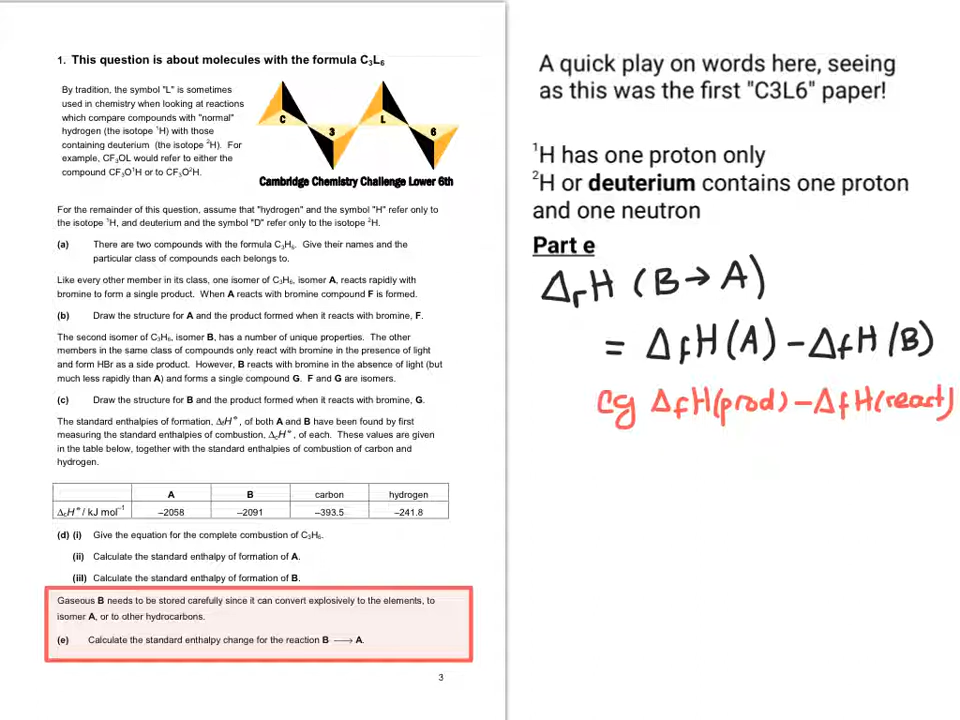 1. This question is about molecules with the formula C₃L₆
By tradition, the symbol "L" is sometimes
used in chemistry when looking at reactions
which compare compounds with "normal"
hydrogen (the isotope ¹H) with those
containing deuterium (the isotope ²H). For
example, CF₃OL would refer to either the
compound CF₃O¹H or to CF₃O²H.
C 3 L 6
Cambridge Chemistry Challenge Lower 6th
For the remainder of this question, assume that "hydrogen" and the symbol "H" refer only to
the isotope ¹H, and deuterium and the symbol "D" refer only to the isotope ²H.
(a) There are two compounds with the formula C₃H₆. Give their names and the
particular class of compounds each belongs to.
Like every other member in its class, one isomer of C₃H₆, isomer A, reacts rapidly with
bromine to form a single product. When A reacts with bromine compound F is formed.
(b) Draw the structure for A and the product formed when it reacts with bromine, F.
The second isomer of C₃H₆, isomer B, has a number of unique properties. The other
members in the same class of compounds only react with bromine in the presence of light
and form HBr as a side product. However, B reacts with bromine in the absence of light (but
much less rapidly than A) and forms a single compound G. F and G are isomers.
(c) Draw the structure for B and the product formed when it reacts with bromine, G.
The standard enthalpies of formation, ΔfH°, of both A and B have been found by first
measuring the standard enthalpies of combustion, ΔcH°, of each. These values are given
in the table below, together with the standard enthalpies of combustion of carbon and
hydrogen.
A B carbon hydrogen
ΔcH° / kJ mol⁻¹ –2058 –2091 –393.5 –241.8
(d) (i) Give the equation for the complete combustion of C₃H₆.
(ii) Calculate the standard enthalpy of formation of A.
(iii) Calculate the standard enthalpy of formation of B.
Gaseous B needs to be stored carefully since it can convert explosively to the elements, to
isomer A, or to other hydrocarbons.
(e) Calculate the standard enthalpy change for the reaction B ⟶ A.
3
A quick play on words here, seeing
as this was the first "C3L6" paper!
¹H has one proton only
²H or deuterium contains one proton
and one neutron
Part e
ΔrH (B → A)
= ΔfH(A) – ΔfH(B)
eg ΔfH(prod) – ΔfH(react)